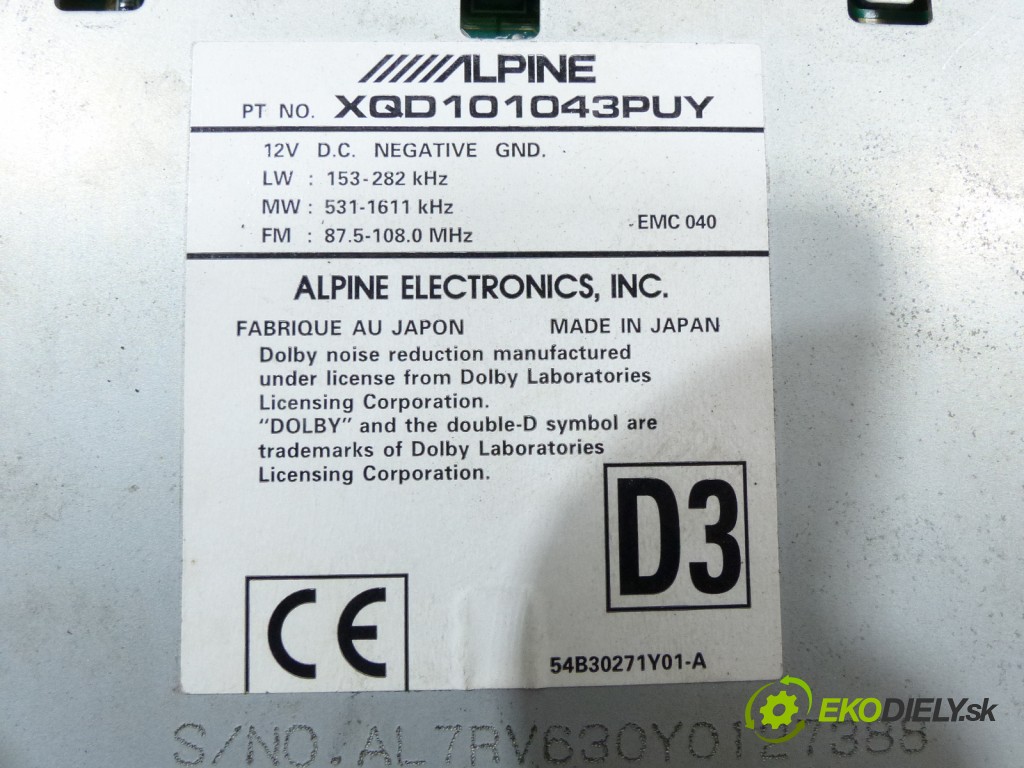 ALPINE
PT NO. XQD101043PUY
12V D.C. NEGATIVE GND.
LW : 153-282 kHz
MW : 531-1611 kHz
FM : 87.5-108.0 MHz
EMC 040
ALPINE ELECTRONICS, INC.
FABRIQUE AU JAPON MADE IN JAPAN
Dolby noise reduction manufactured
under license from Dolby Laboratories
Licensing Corporation.
"DOLBY" and the double-D symbol are
trademarks of Dolby Laboratories
Licensing Corporation.
D3
CE
54B30271Y01-A
S/NO.AL7RV630Y0127388
EKODIELY.sk